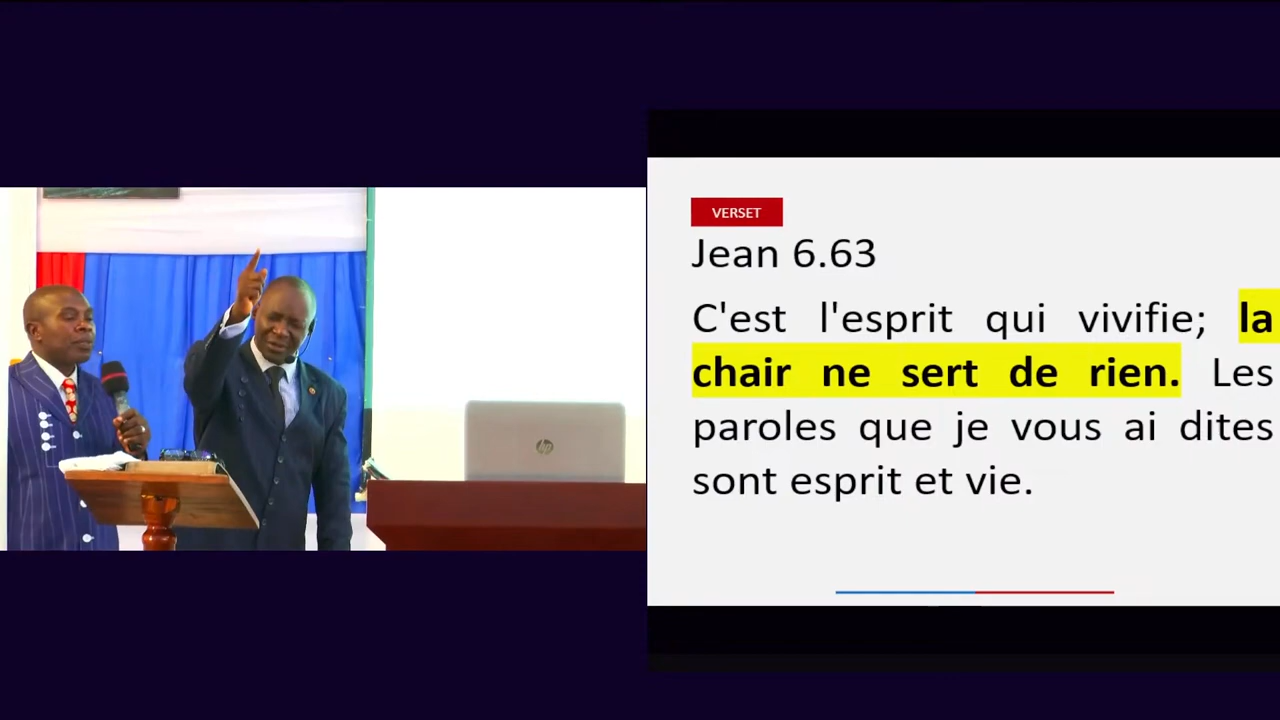 VERSET
Jean 6.63
C'est l'esprit qui vivifie; la
chair ne sert de rien. Les
paroles que je vous ai dites
sont esprit et vie.
hp